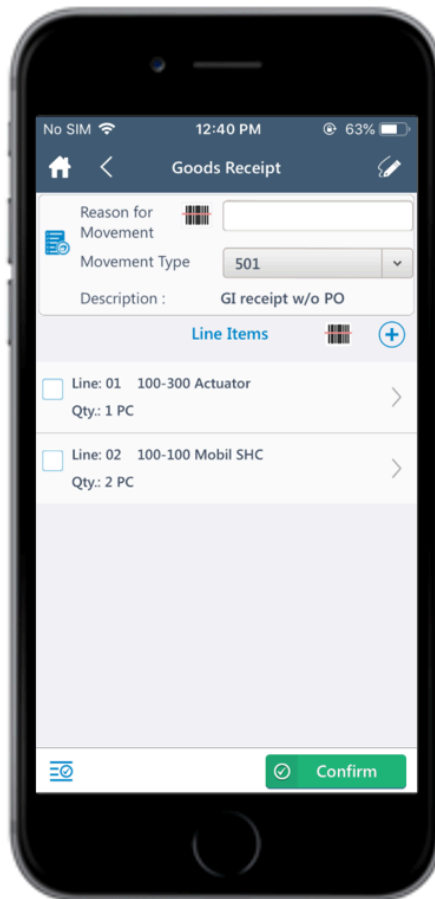 No SIM 12:40 PM 63%
Goods Receipt
Reason for
Movement
Movement Type 501
Description : GI receipt w/o PO
Line Items
Line: 01 100-300 Actuator
Qty.: 1 PC
Line: 02 100-100 Mobil SHC
Qty.: 2 PC
Confirm